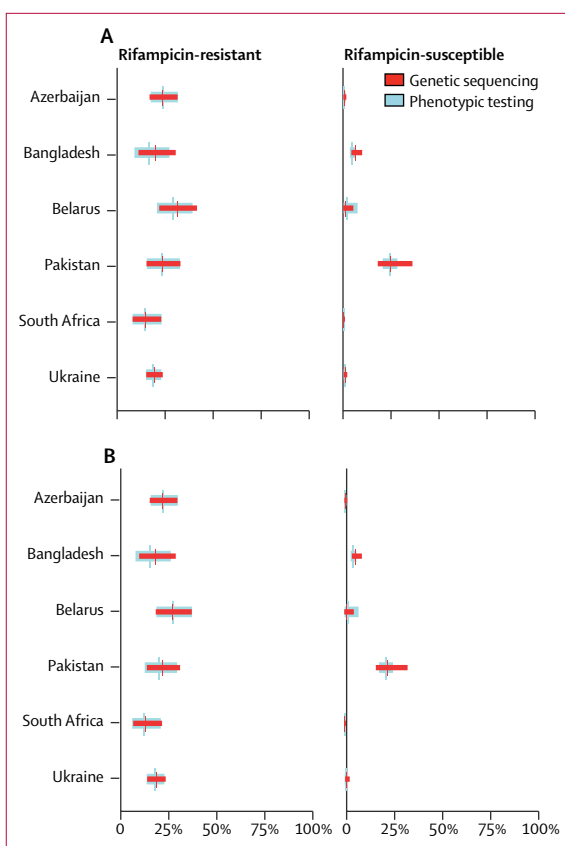 A
Rifampicin-resistant
Rifampicin-susceptible
Genetic sequencing
Phenotypic testing
Azerbaijan
Bangladesh
Belarus
Pakistan
South Africa
Ukraine
B
Azerbaijan
Bangladesh
Belarus
Pakistan
South Africa
Ukraine
0 25% 50% 75% 100% 0 25% 50% 75% 100%